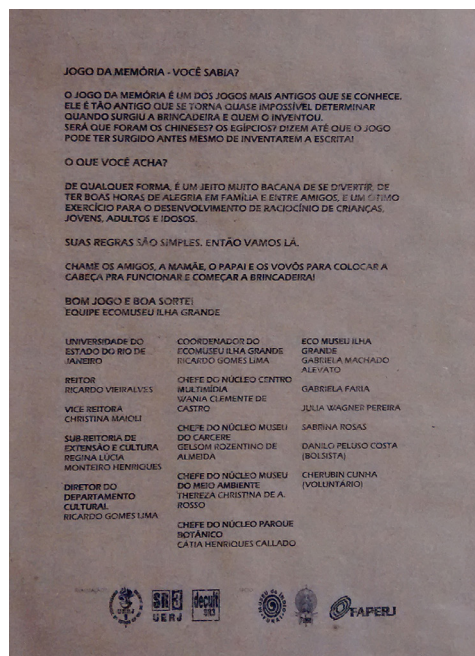 JOGO DA MEMÓRIA - VOCÊ SABIA?
O JOGO DA MEMÓRIA É UM DOS JOGOS MAIS ANTIGOS QUE SE CONHECE.
ELE É TÃO ANTIGO QUE SE TORNA QUASE IMPOSSÍVEL DETERMINAR
QUANDO SURGIU A BRINCADEIRA E QUEM O INVENTOU.
SERÁ QUE FORAM OS CHINESES? OS EGÍPCIOS? DIZEM ATÉ QUE O JOGO
PODE TER SURGIDO ANTES MESMO DE INVENTAREM A ESCRITA!
O QUE VOCÊ ACHA?
DE QUALQUER FORMA, É UM JEITO MUITO BACANA DE SE DIVERTIR, DE
TER BOAS HORAS DE ALEGRIA EM FAMÍLIA E ENTRE AMIGOS, E UM ÓTIMO
EXERCÍCIO PARA O DESENVOLVIMENTO DE RACIOCÍNIO DE CRIANÇAS,
JOVENS, ADULTOS E IDOSOS.
SUAS REGRAS SÃO SIMPLES. ENTÃO VAMOS LÁ.
CHAME OS AMIGOS, A MAMÃE, O PAPAI E OS VOVÔS PARA COLOCAR A
CABEÇA PRA FUNCIONAR E COMEÇAR A BRINCADEIRA!
BOM JOGO E BOA SORTE!
EQUIPE ECOMUSEU ILHA GRANDE
UNIVERSIDADE DO
ESTADO DO RIO DE
JANEIRO
REITOR
RICARDO VIEIRALVES
VICE REITORA
CHRISTINA MAIOLI
SUB-REITORIA DE
EXTENSÃO E CULTURA
REGINA LÚCIA
MONTEIRO HENRIQUES
DIRETOR DO
DEPARTAMENTO
CULTURAL
RICARDO GOMES LIMA
COORDENADOR DO
ECOMUSEU ILHA GRANDE
RICARDO GOMES LIMA
CHEFE DO NÚCLEO CENTRO
MULTIMÍDIA
WANIA CLEMENTE DE
CASTRO
CHEFE DO NÚCLEO MUSEU
DO CÁRCERE
GELSOM ROZENTINO DE
ALMEIDA
CHEFE DO NÚCLEO MUSEU
DO MEIO AMBIENTE
THEREZA CHRISTINA DE A.
ROSSO
CHEFE DO NÚCLEO PARQUE
BOTÂNICO
CÁTIA HENRIQUES CALLADO
ECO MUSEU ILHA
GRANDE
GABRIELA MACHADO
ALEVATO
GABRIELA FARIA
JULIA WAGNER PEREIRA
SABRINA ROSAS
DANILO PELUSO COSTA
(BOLSISTA)
CHERUBIN CUNHA
(VOLUNTÁRIO)
SR3
UERJ
decult
SR3
FAPERJ